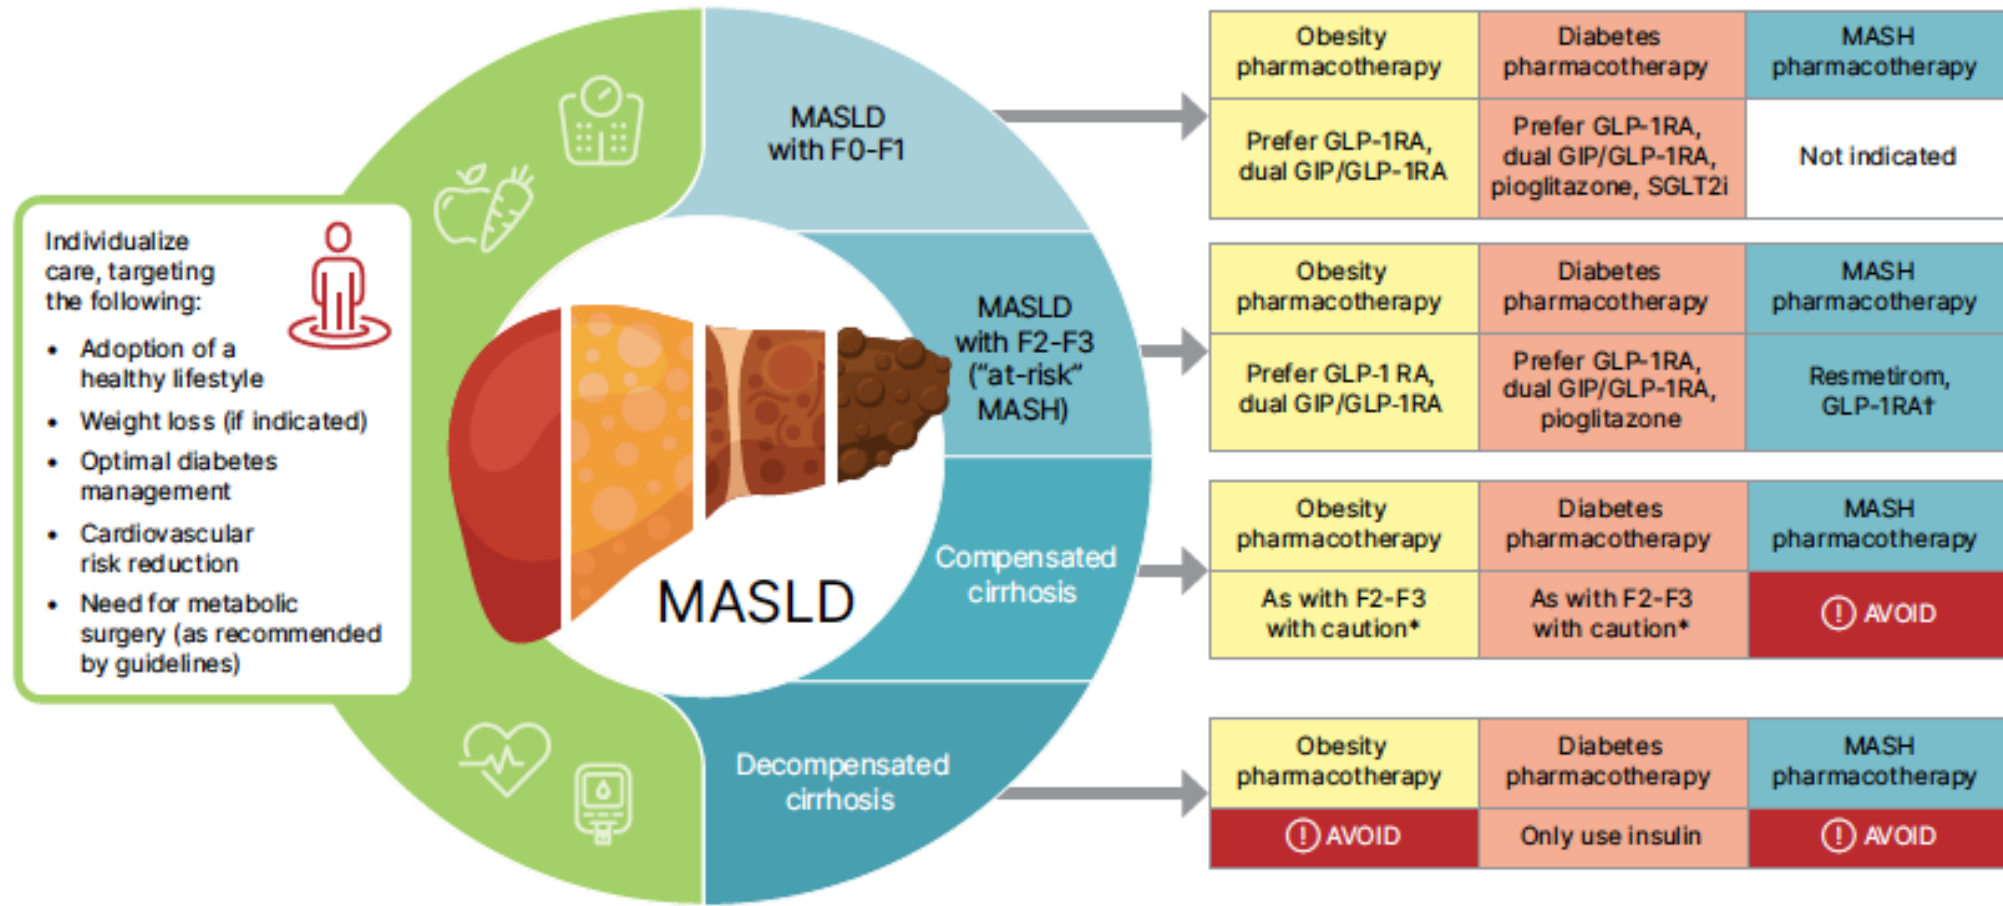 Individualize
care, targeting
the following:
• Adoption of a
healthy lifestyle
• Weight loss (if indicated)
• Optimal diabetes
management
• Cardiovascular
risk reduction
• Need for metabolic
surgery (as recommended
by guidelines)
MASLD
MASLD
with F0-F1
Obesity
pharmacotherapy
Diabetes
pharmacotherapy
MASH
pharmacotherapy
Prefer GLP-1RA,
dual GIP/GLP-1RA
Prefer GLP-1RA,
dual GIP/GLP-1RA,
pioglitazone, SGLT2i
Not indicated
MASLD
with F2-F3
("at-risk"
MASH)
Obesity
pharmacotherapy
Diabetes
pharmacotherapy
MASH
pharmacotherapy
Prefer GLP-1 RA,
dual GIP/GLP-1RA
Prefer GLP-1RA,
dual GIP/GLP-1RA,
pioglitazone
Resmetirom,
GLP-1RA†
Compensated
cirrhosis
Obesity
pharmacotherapy
Diabetes
pharmacotherapy
MASH
pharmacotherapy
As with F2-F3
with caution*
As with F2-F3
with caution*
! AVOID
Decompensated
cirrhosis
Obesity
pharmacotherapy
Diabetes
pharmacotherapy
MASH
pharmacotherapy
! AVOID
Only use insulin
! AVOID